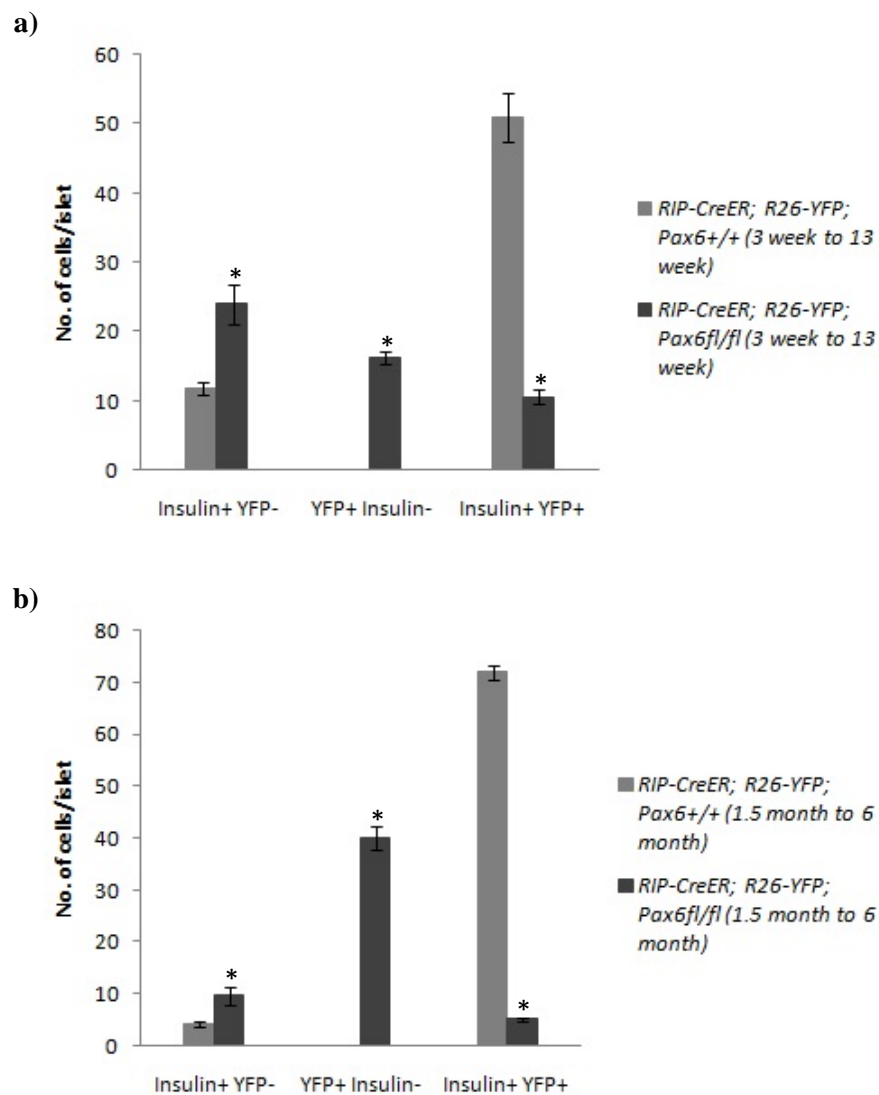 a)
60
50
40
30
20
10
0
No. of cells/islet
*
*
*
Insulin+ YFP-
YFP+ Insulin-
Insulin+ YFP+
RIP-CreER; R26-YFP;
Pax6+/+ (3 week to 13
week)
RIP-CreER; R26-YFP;
Pax6fl/fl (3 week to 13
week)
b)
80
70
60
50
40
30
20
10
0
No. of cells/islet
*
*
*
Insulin+ YFP-
YFP+ Insulin-
Insulin+ YFP+
RIP-CreER; R26-YFP;
Pax6+/+ (1.5 month to 6
month)
RIP-CreER; R26-YFP;
Pax6fl/fl (1.5 month to 6
month)